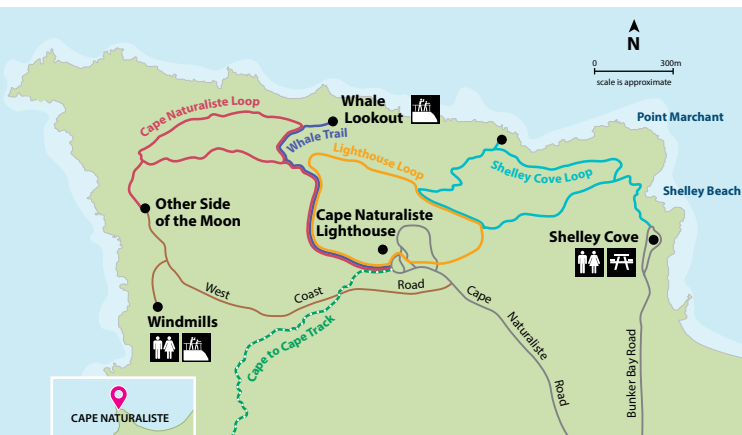 N
0 300m
scale is approximate
Cape Naturaliste Loop
Whale
Lookout
Whale Trail
Point Marchant
Lighthouse Loop
Shelley Cove Loop
Shelley Beach
Other Side
of the Moon
Cape Naturaliste
Lighthouse
Shelley Cove
West Coast Road
Cape Naturaliste Road
Windmills
Cape to Cape Track
Bunker Bay Road
CAPE NATURALISTE